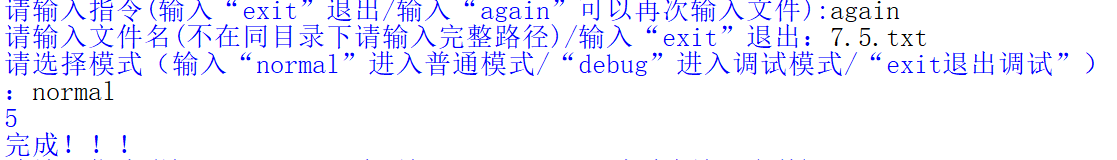 请输入指令(输入“exit”退出/输入“again”可以再次输入文件):again
请输入文件名(不在同目录下请输入完整路径)/输入“exit”退出：7.5.txt
请选择模式（输入“normal”进入普通模式/“debug”进入调试模式/“exit退出调试”）
：normal
5
完成！！！